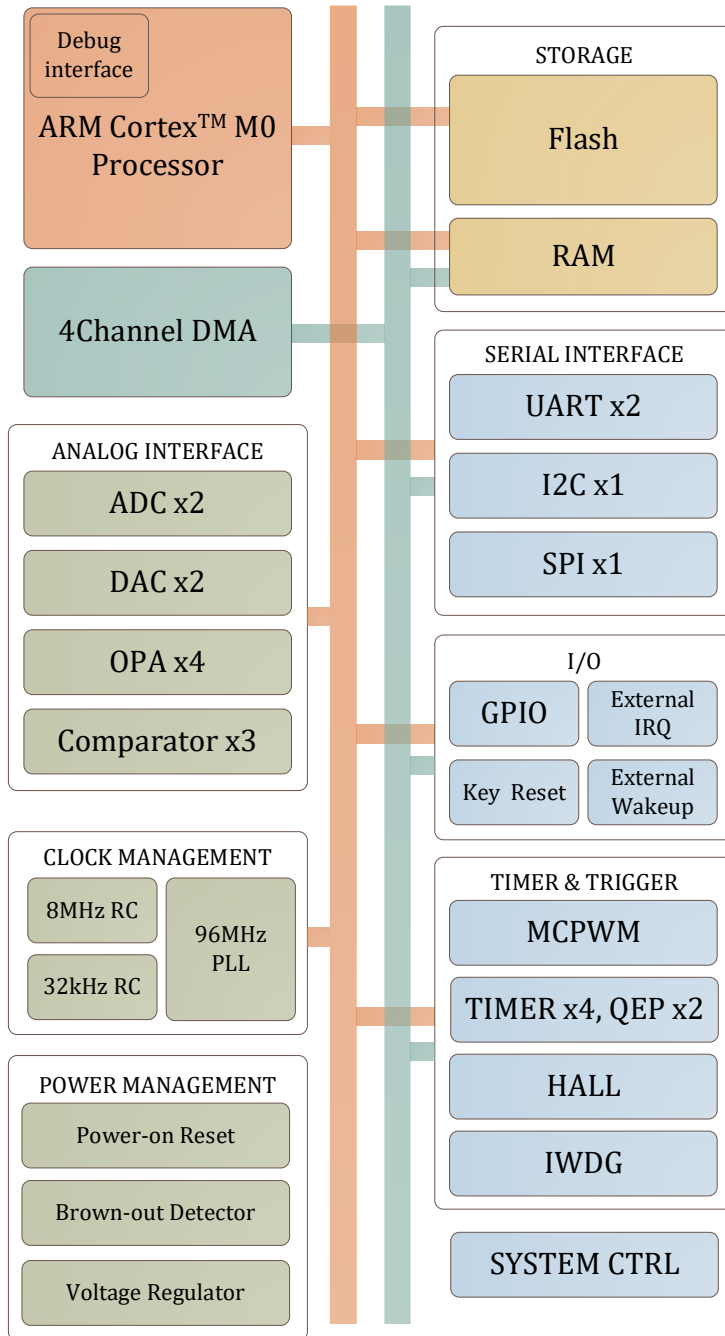 Debug
interface
ARM Cortex™ M0
Processor
4Channel DMA
ANALOG INTERFACE
ADC x2
DAC x2
OPA x4
Comparator x3
CLOCK MANAGEMENT
8MHz RC
32kHz RC
96MHz
PLL
POWER MANAGEMENT
Power-on Reset
Brown-out Detector
Voltage Regulator
STORAGE
Flash
RAM
SERIAL INTERFACE
UART x2
I2C x1
SPI x1
I/O
GPIO
External
IRQ
Key Reset
External
Wakeup
TIMER & TRIGGER
MCPWM
TIMER x4, QEP x2
HALL
IWDG
SYSTEM CTRL